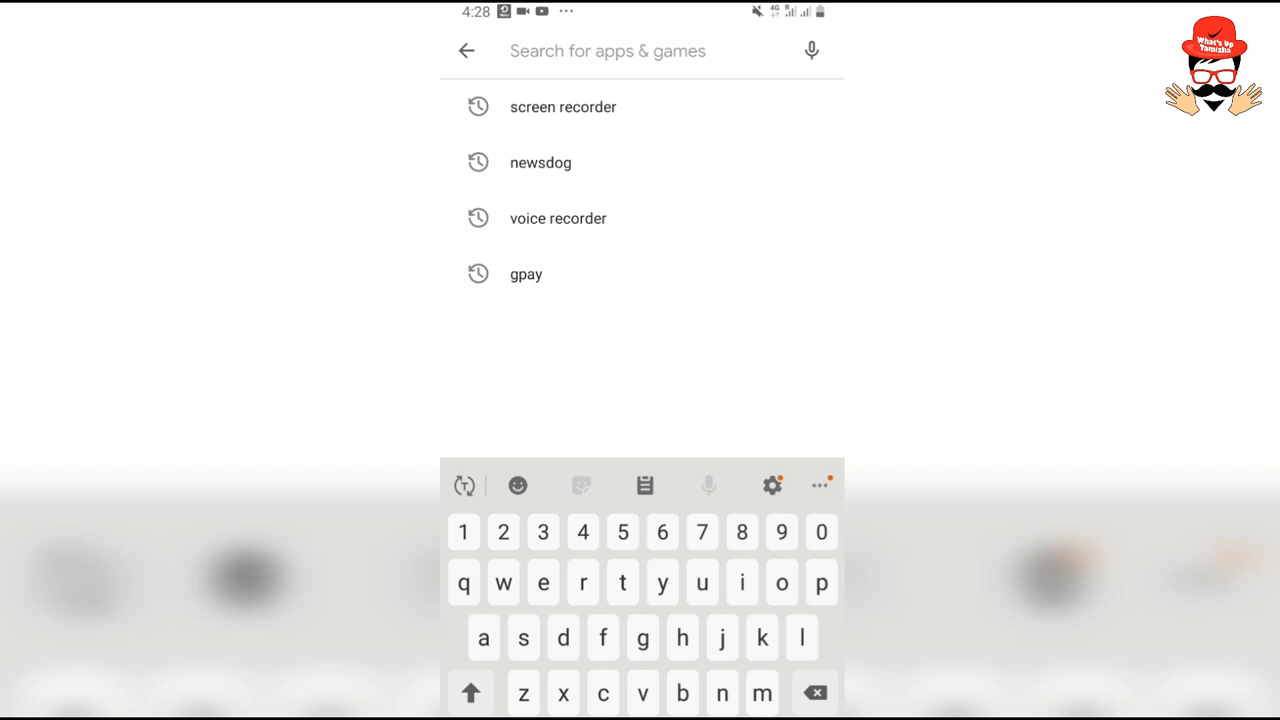 4:28
4G
R
What's Up
Tamizha
Search for apps & games
screen recorder
newsdog
voice recorder
gpay
T
1 2 3 4 5 6 7 8 9 0
q w e r t y u i o p
a s d f g h j k l
z x c v b n m